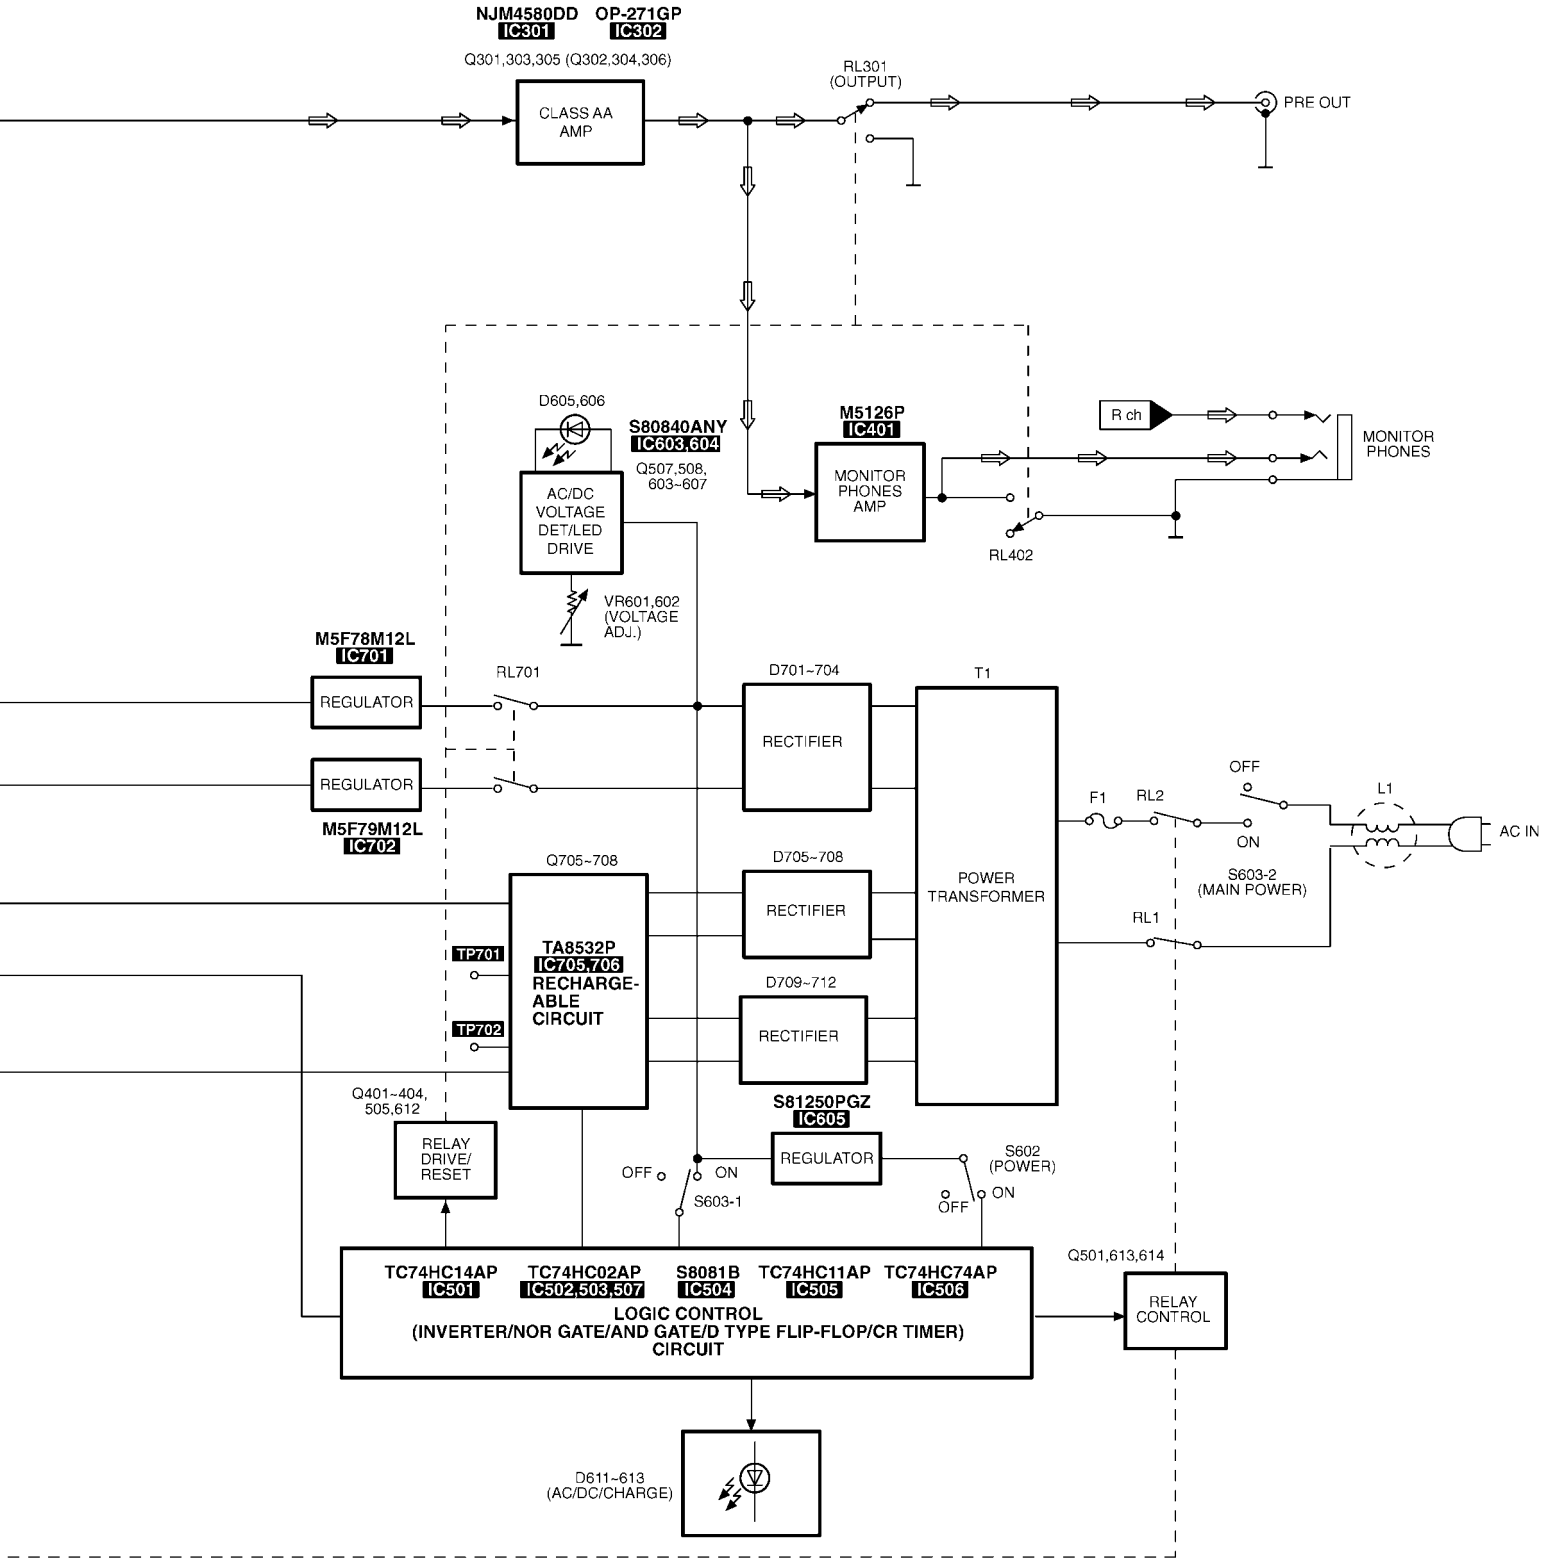 NJM4580DD OP-271GP
IC301 IC302
Q301,303,305 (Q302,304,306)
CLASS AA
AMP
RL301
(OUTPUT)
PRE OUT
D605,606
S80840ANY
IC603,604
Q507,508,
603~607
AC/DC
VOLTAGE
DET/LED
DRIVE
VR601,602
(VOLTAGE
ADJ.)
M5126P
IC401
MONITOR
PHONES
AMP
R ch
MONITOR
PHONES
RL402
M5F78M12L
IC701
REGULATOR
RL701
REGULATOR
M5F79M12L
IC702
D701~704
RECTIFIER
T1
POWER
TRANSFORMER
F1
RL2
OFF
ON
S603-2
(MAIN POWER)
L1
AC IN
RL1
Q705~708
TA8532P
IC705,706
RECHARGE-
ABLE
CIRCUIT
TP701
TP702
D705~708
RECTIFIER
D709~712
RECTIFIER
Q401~404,
505,612
RELAY
DRIVE/
RESET
S81250PGZ
IC605
REGULATOR
OFF
ON
S603-1
S602
(POWER)
ON
OFF
TC74HC14AP TC74HC02AP S8081B TC74HC11AP TC74HC74AP
IC501 IC502,503,507 IC504 IC505 IC506
LOGIC CONTROL
(INVERTER/NOR GATE/AND GATE/D TYPE FLIP-FLOP/CR TIMER)
CIRCUIT
Q501,613,614
RELAY
CONTROL
D611~613
(AC/DC/CHARGE)